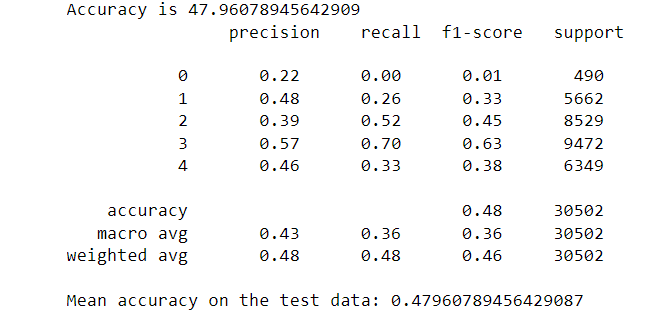 Accuracy is 47.96078945642909
precision recall f1-score support
0 0.22 0.00 0.01 490
1 0.48 0.26 0.33 5662
2 0.39 0.52 0.45 8529
3 0.57 0.70 0.63 9472
4 0.46 0.33 0.38 6349
accuracy 0.48 30502
macro avg 0.43 0.36 0.36 30502
weighted avg 0.48 0.48 0.46 30502
Mean accuracy on the test data: 0.47960789456429087